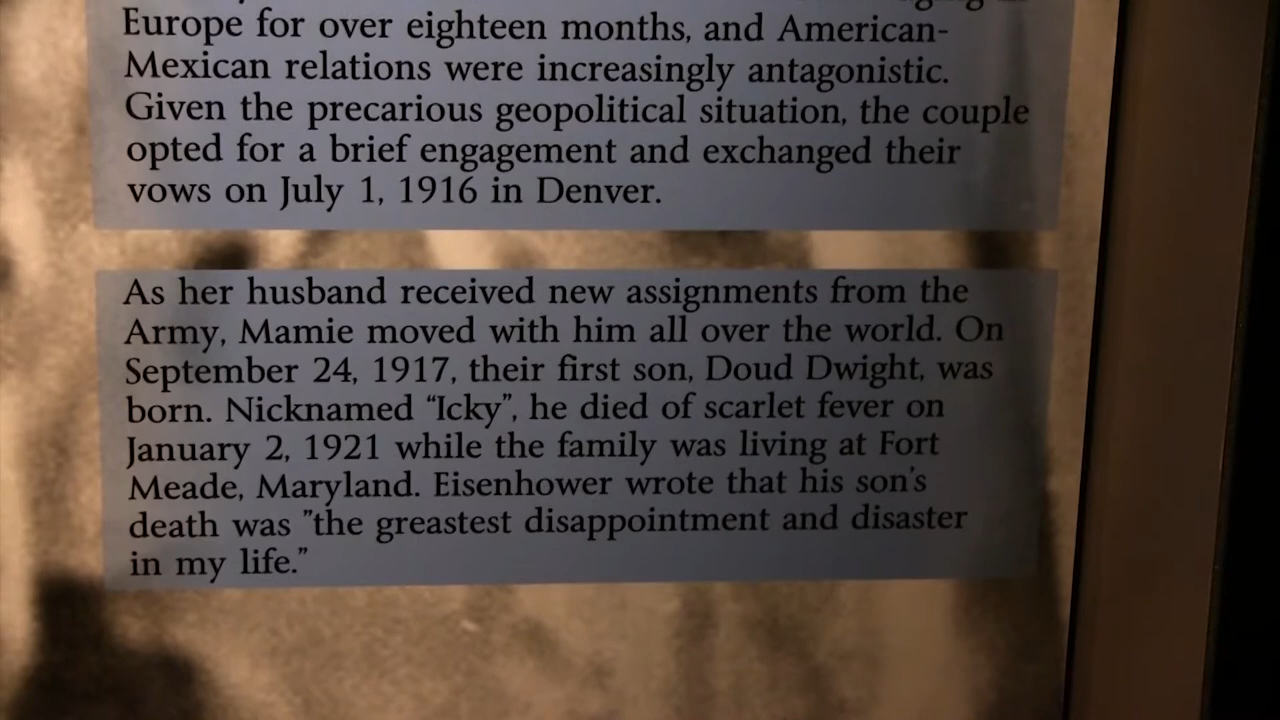 Europe for over eighteen months, and American-
Mexican relations were increasingly antagonistic.
Given the precarious geopolitical situation, the couple
opted for a brief engagement and exchanged their
vows on July 1, 1916 in Denver.
As her husband received new assignments from the
Army, Mamie moved with him all over the world. On
September 24, 1917, their first son, Doud Dwight, was
born. Nicknamed “Icky”, he died of scarlet fever on
January 2, 1921 while the family was living at Fort
Meade, Maryland. Eisenhower wrote that his son's
death was "the greastest disappointment and disaster
in my life.”